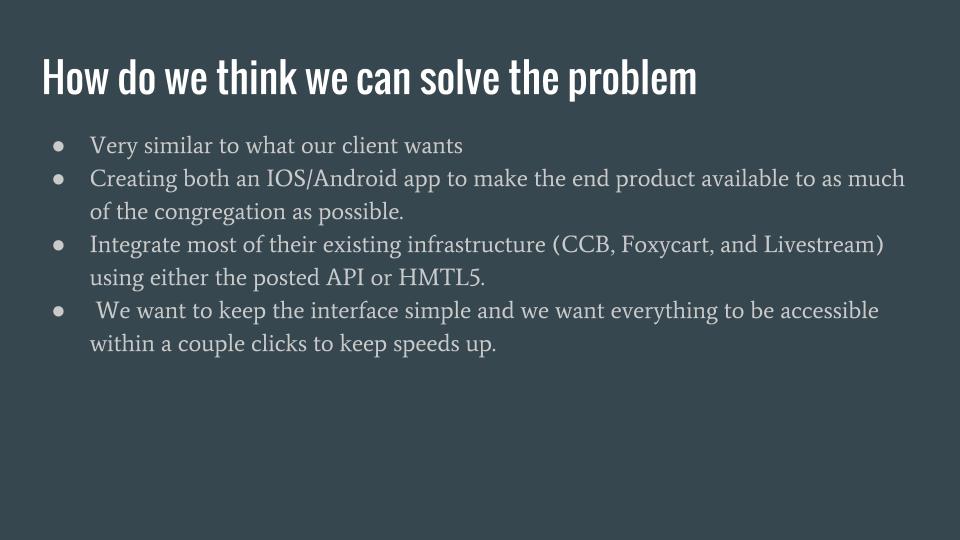 How do we think we can solve the problem
● Very similar to what our client wants
● Creating both an IOS/Android app to make the end product available to as much
of the congregation as possible.
● Integrate most of their existing infrastructure (CCB, Foxycart, and Livestream)
using either the posted API or HMTL5.
● We want to keep the interface simple and we want everything to be accessible
within a couple clicks to keep speeds up.